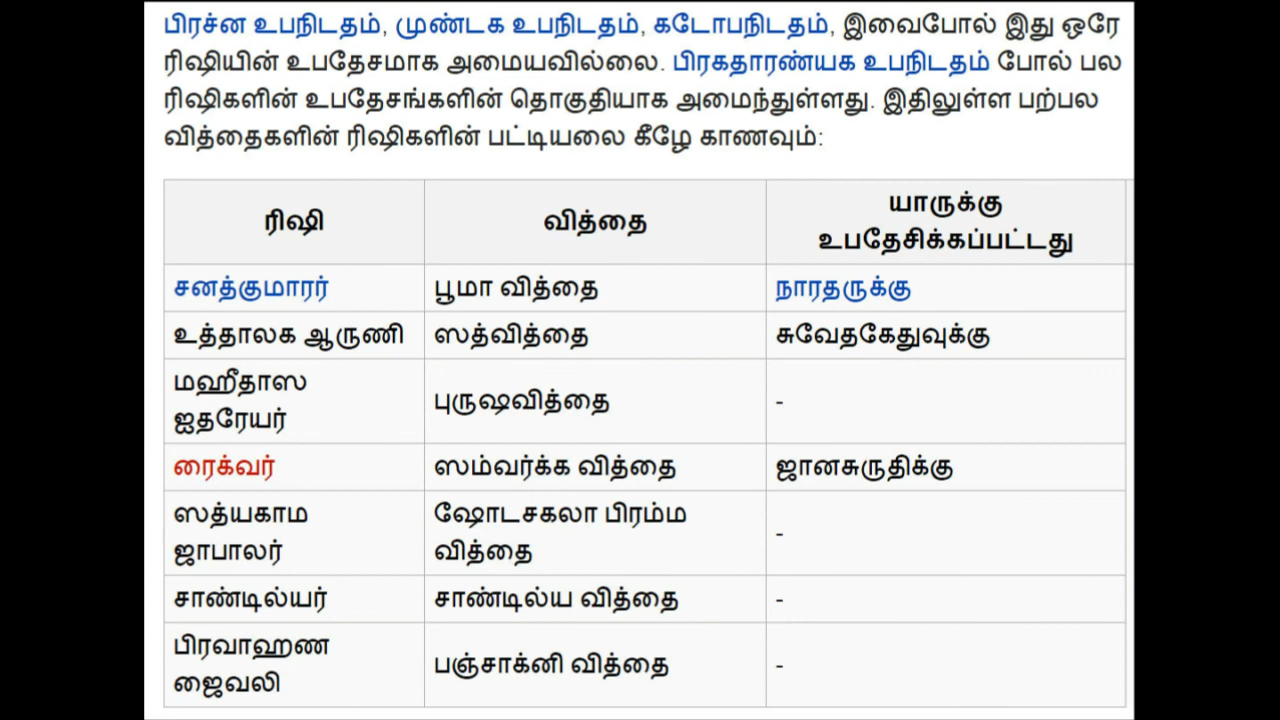 பிரச்ன உபநிடதம், முண்டக உபநிடதம், கடோபநிடதம், இவைபோல் இது ஒரே
ரிஷியின் உபதேசமாக அமையவில்லை. பிரகதாரண்யக உபநிடதம் போல் பல
ரிஷிகளின் உபதேசங்களின் தொகுதியாக அமைந்துள்ளது. இதிலுள்ள பற்பல
வித்தைகளின் ரிஷிகளின் பட்டியலை கீழே காணவும்:
ரிஷி வித்தை யாருக்கு
உபதேசிக்கப்பட்டது
சனத்குமாரர் பூமா வித்தை நாரதருக்கு
உத்தாலக ஆருணி ஸத்வித்தை சுவேதகேதுவுக்கு
மஹீதாஸ
ஐதரேயர் புருஷவித்தை -
ரைக்வர் ஸம்வர்க்க வித்தை ஜானசுருதிக்கு
ஸத்யகாம
ஜாபாலர் ஷோடசகலா பிரம்ம
வித்தை -
சாண்டில்யர் சாண்டில்ய வித்தை -
பிரவாஹண
ஜைவலி பஞ்சாக்னி வித்தை -